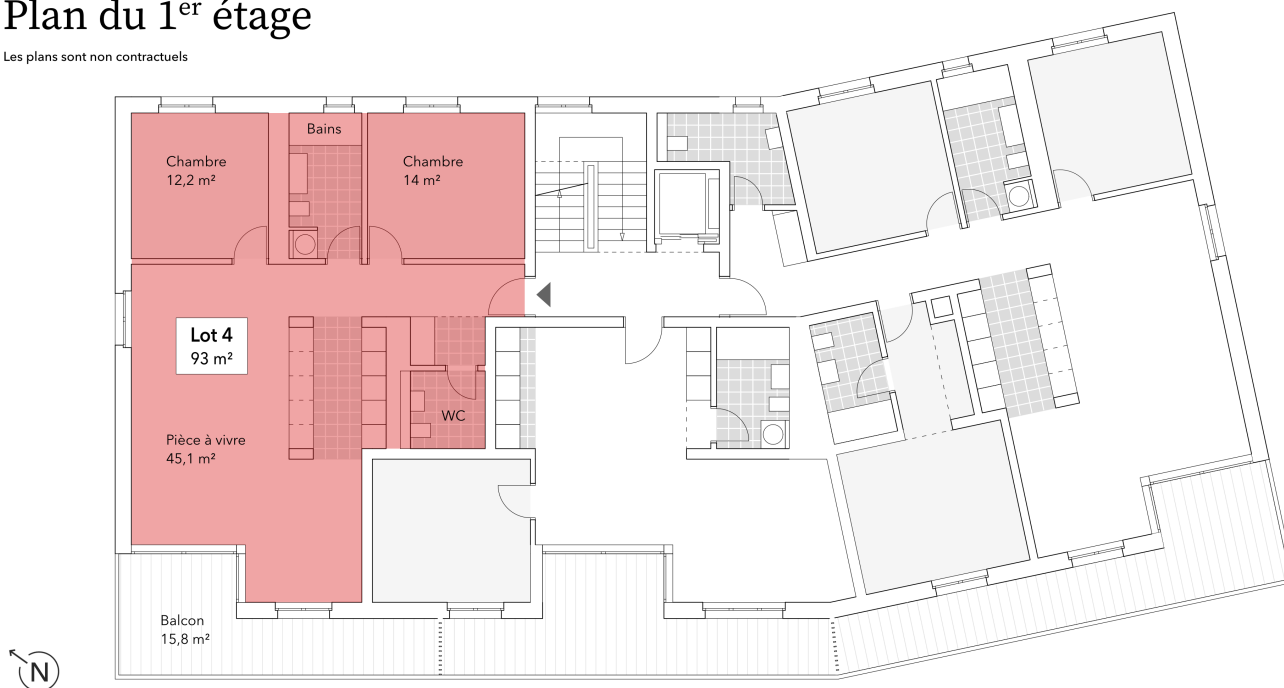 Plan du 1er étage
Les plans sont non contractuels
Bains
Chambre
12,2 m²
Chambre
14 m²
Lot 4
93 m²
WC
Pièce à vivre
45,1 m²
Balcon
15,8 m²
N